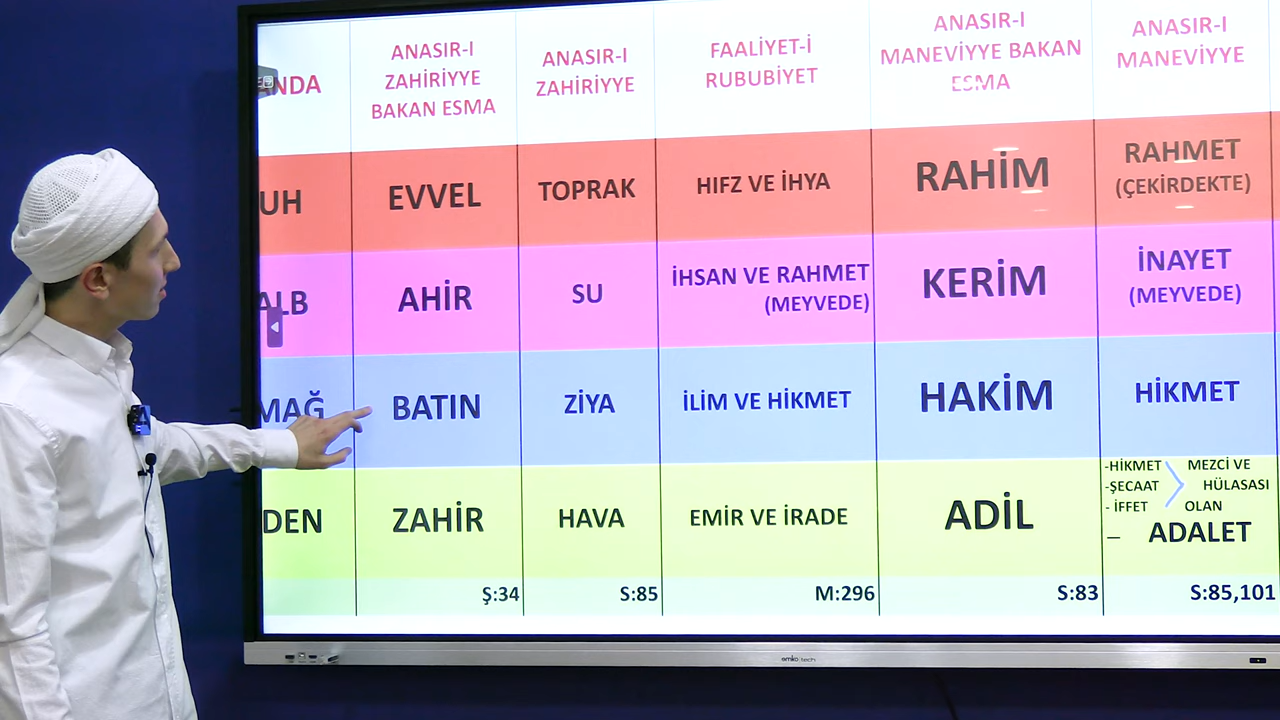 ANDA
ANASIR-I
ZAHİRİYYE
BAKAN ESMA
ANASIR-I
ZAHİRİYYE
FAALİYET-İ
RUBUBİYET
ANASIR-I
MANEVİYYE BAKAN
ESMA
ANASIR-I
MANEVİYYE
UH
EVVEL
TOPRAK
HIFZ VE İHYA
RAHİM
RAHMET
(ÇEKİRDEKTE)
ALB
AHİR
SU
İHSAN VE RAHMET
(MEYVEDE)
KERİM
İNAYET
(MEYVEDE)
MAĞ
BATIN
ZİYA
İLİM VE HİKMET
HAKİM
HİKMET
DEN
ZAHİR
HAVA
EMİR VE İRADE
ADİL
-HİKMET MEZCİ VE
-ŞECAAT HÜLASASI
- İFFET OLAN
— ADALET
Ş:34
S:85
M:296
S:83
S:85,101
emko tech